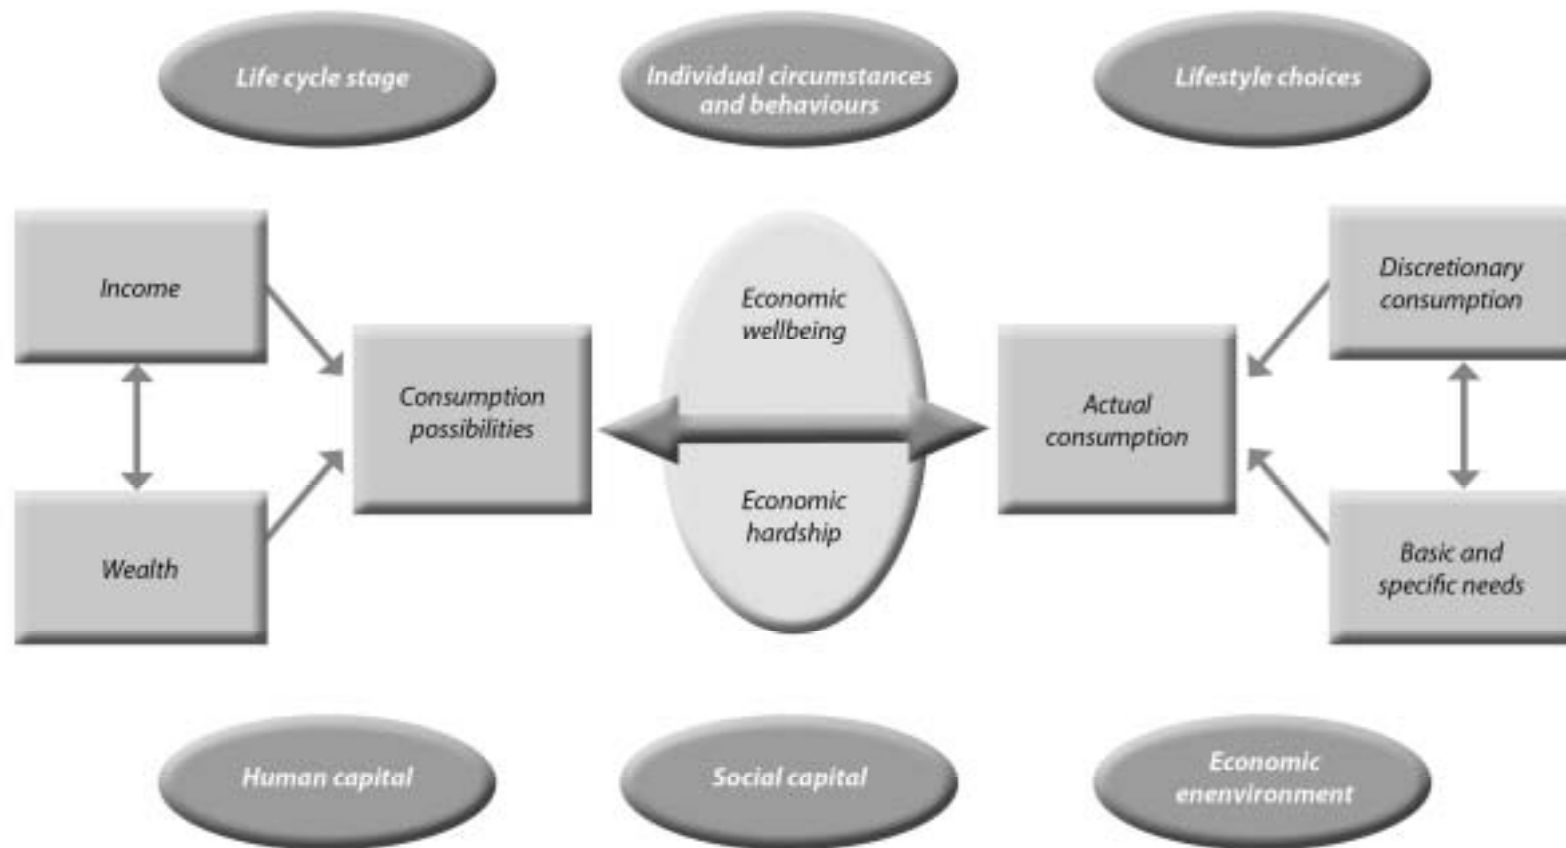 Life cycle stage
Individual circumstances
and behaviours
Lifestyle choices
Income
Economic
wellbeing
Discretionary
consumption
Consumption
possibilities
Actual
consumption
Economic
hardship
Wealth
Basic and
specific needs
Human capital
Social capital
Economic
enenvironment